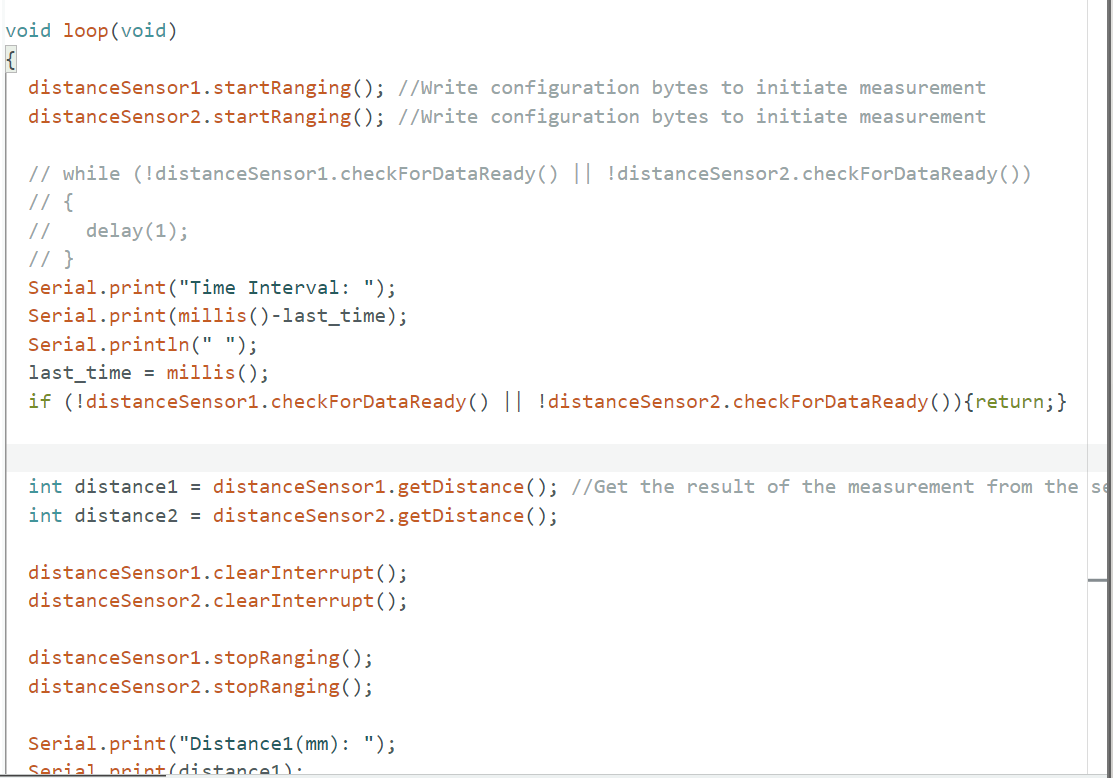 void loop(void)
{
  distanceSensor1.startRanging(); //Write configuration bytes to initiate measurement
  distanceSensor2.startRanging(); //Write configuration bytes to initiate measurement

  // while (!distanceSensor1.checkForDataReady() || !distanceSensor2.checkForDataReady())
  // {
  //   delay(1);
  // }
  Serial.print("Time Interval: ");
  Serial.print(millis()-last_time);
  Serial.println(" ");
  last_time = millis();
  if (!distanceSensor1.checkForDataReady() || !distanceSensor2.checkForDataReady()){return;}

  int distance1 = distanceSensor1.getDistance(); //Get the result of the measurement from the
  int distance2 = distanceSensor2.getDistance();

  distanceSensor1.clearInterrupt();
  distanceSensor2.clearInterrupt();

  distanceSensor1.stopRanging();
  distanceSensor2.stopRanging();

  Serial.print("Distance1(mm): ");
  Serial.print(distance1);